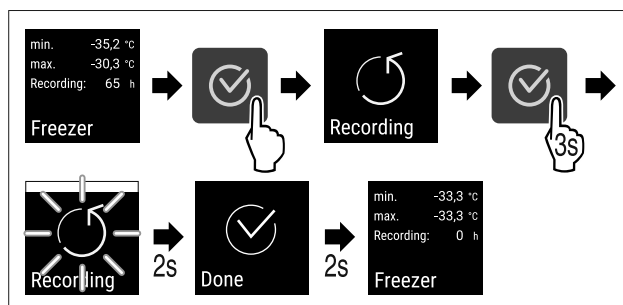 min. -35,2 °C
max. -30,3 °C
Recording: 65 h
Freezer
Recording
3s
Recording
2s
Done
2s
min. -33,3 °C
max. -33,3 °C
Recording: 0 h
Freezer